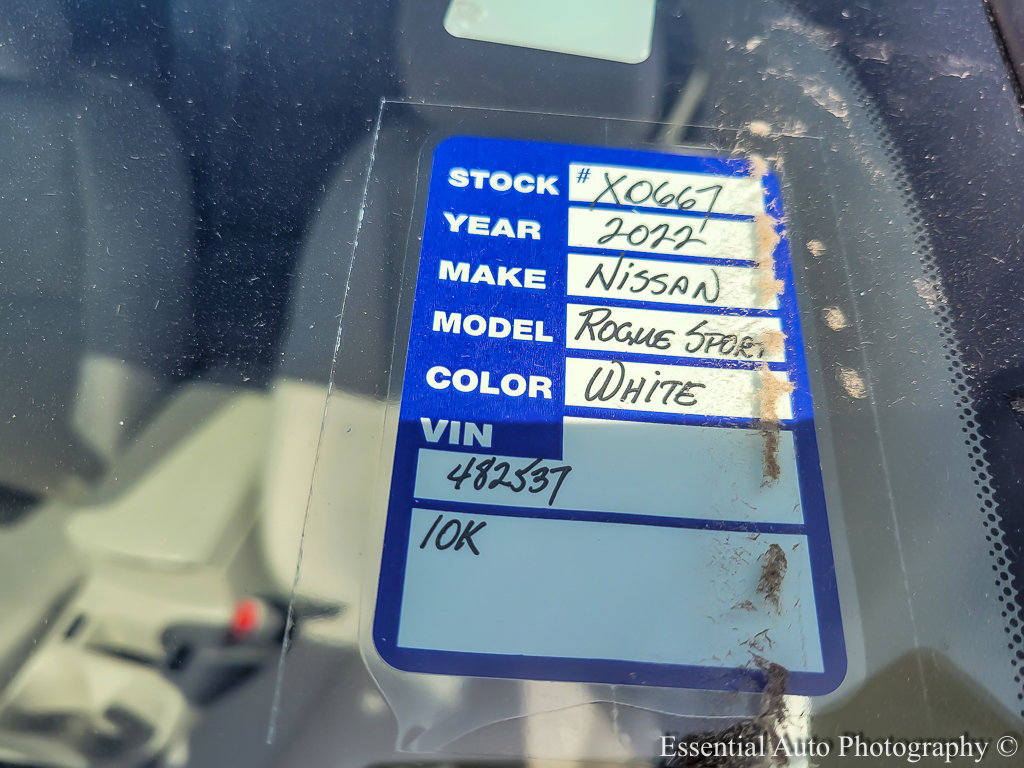 STOCK # X0667
YEAR 2022
MAKE NISSAN
MODEL ROGUE SPORT
COLOR WHITE
VIN
482537
10K
Essential Auto Photography ©